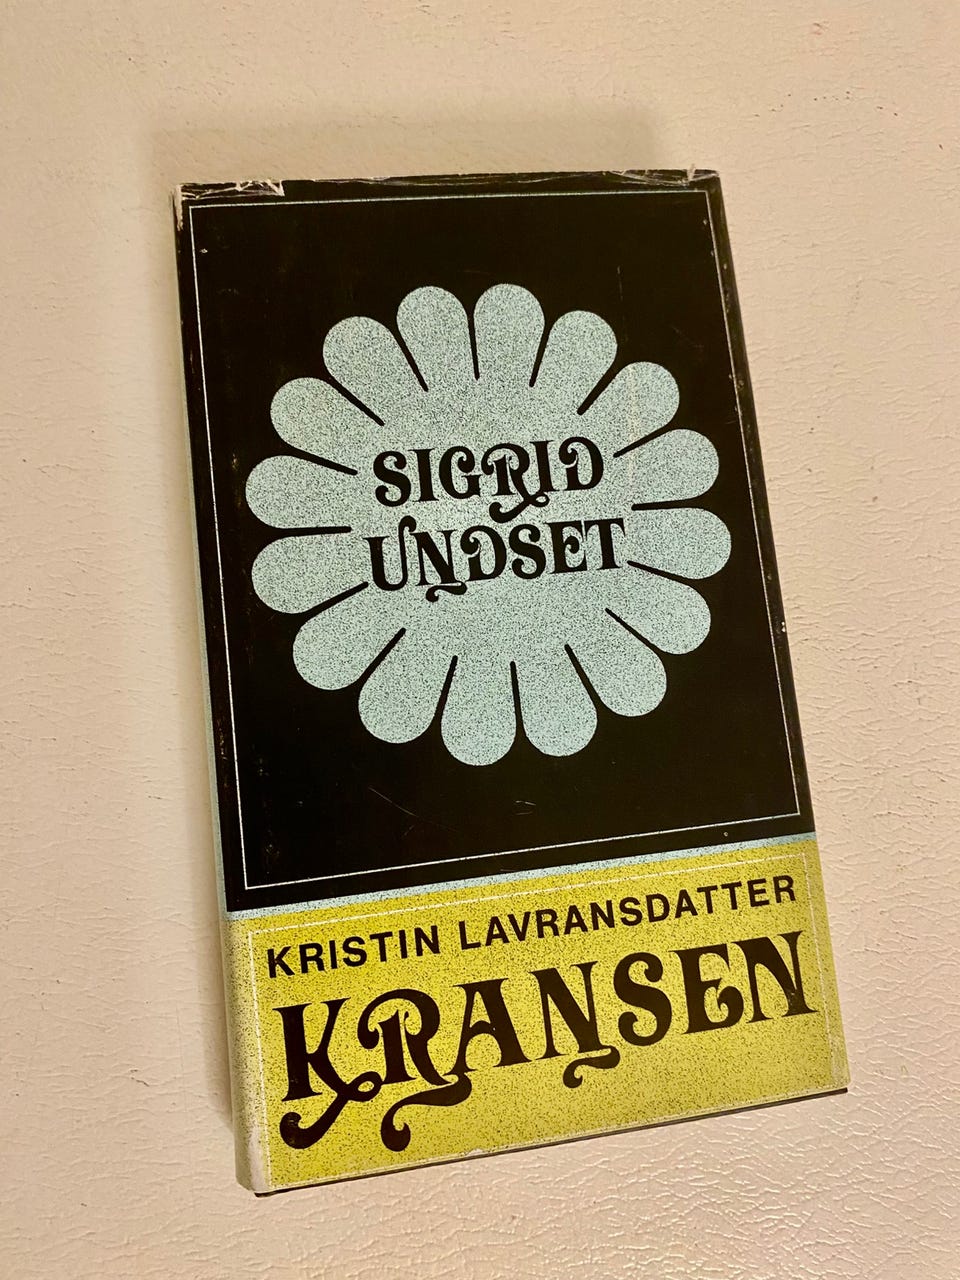 SIGRID
UNDSET
KRISTIN LAVRANSDATTER
KRANSEN